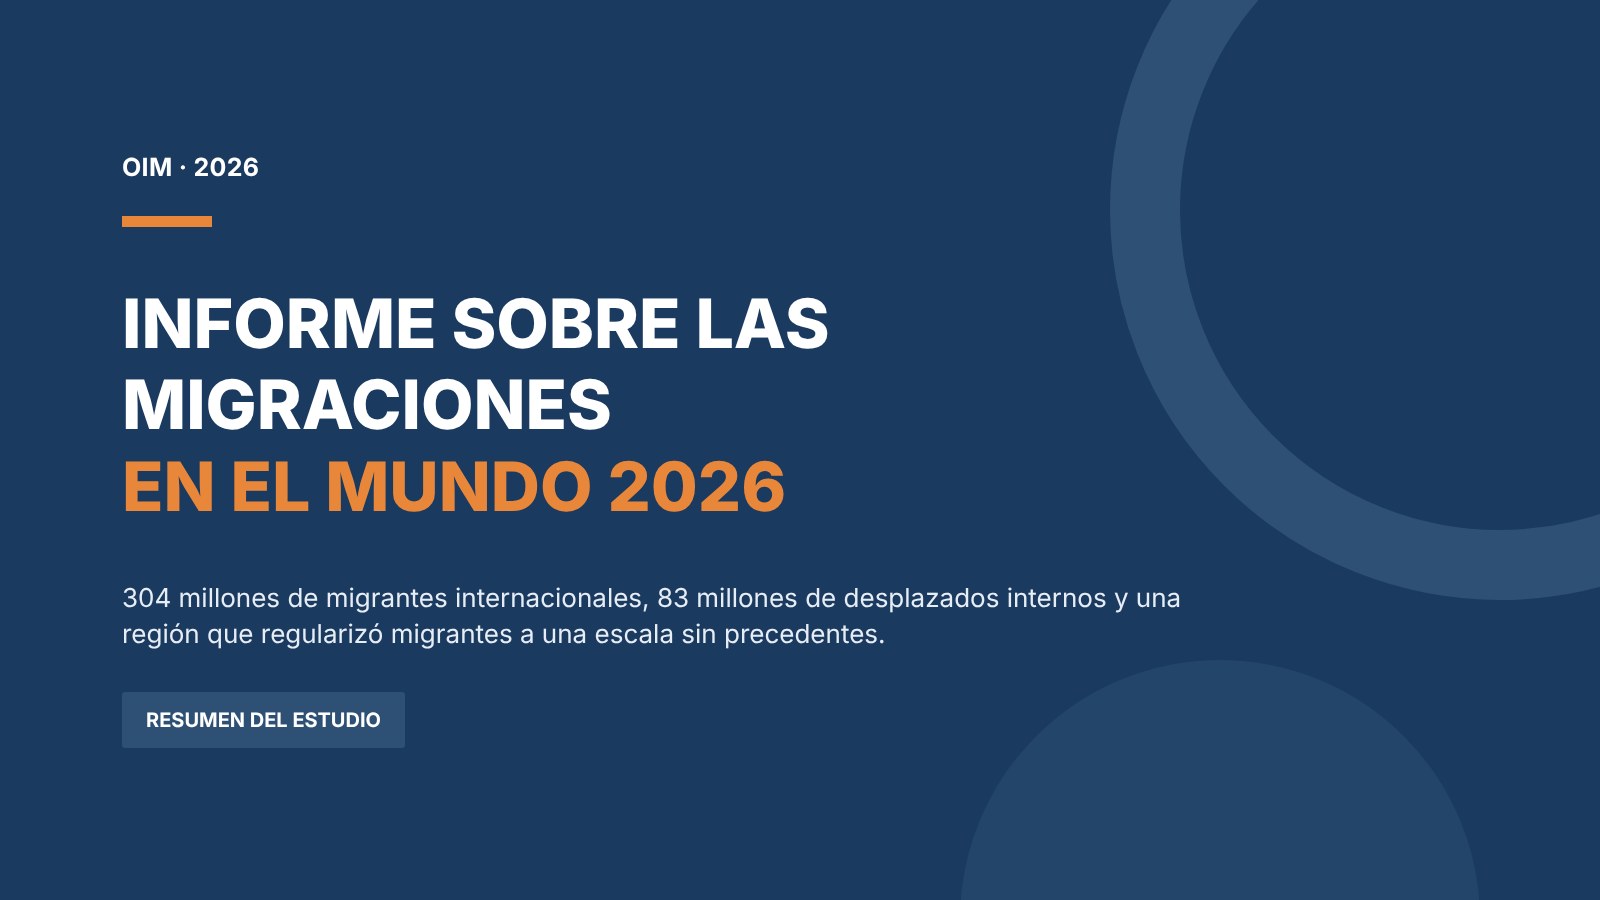 OIM · 2026
INFORME SOBRE LAS
MIGRACIONES
EN EL MUNDO 2026
304 millones de migrantes internacionales, 83 millones de desplazados internos y una
región que regularizó migrantes a una escala sin precedentes.
RESUMEN DEL ESTUDIO